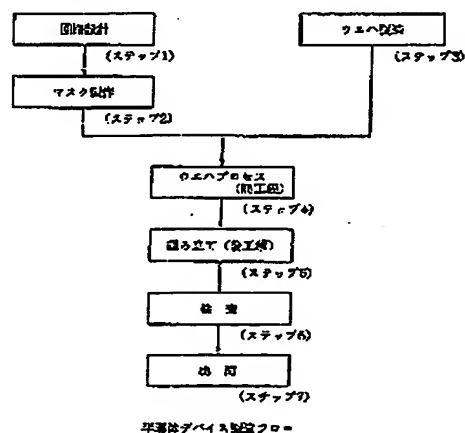 回路設計
(ステップ1)
ウエハ製造
(ステップ3)
マスク製作
(ステップ2)
ウエハプロセス
(前工程)
(ステップ4)
組み立て (後工程)
(ステップ5)
検 査
(ステップ6)
出 荷
(ステップ7)
半導体デバイス製造フロー